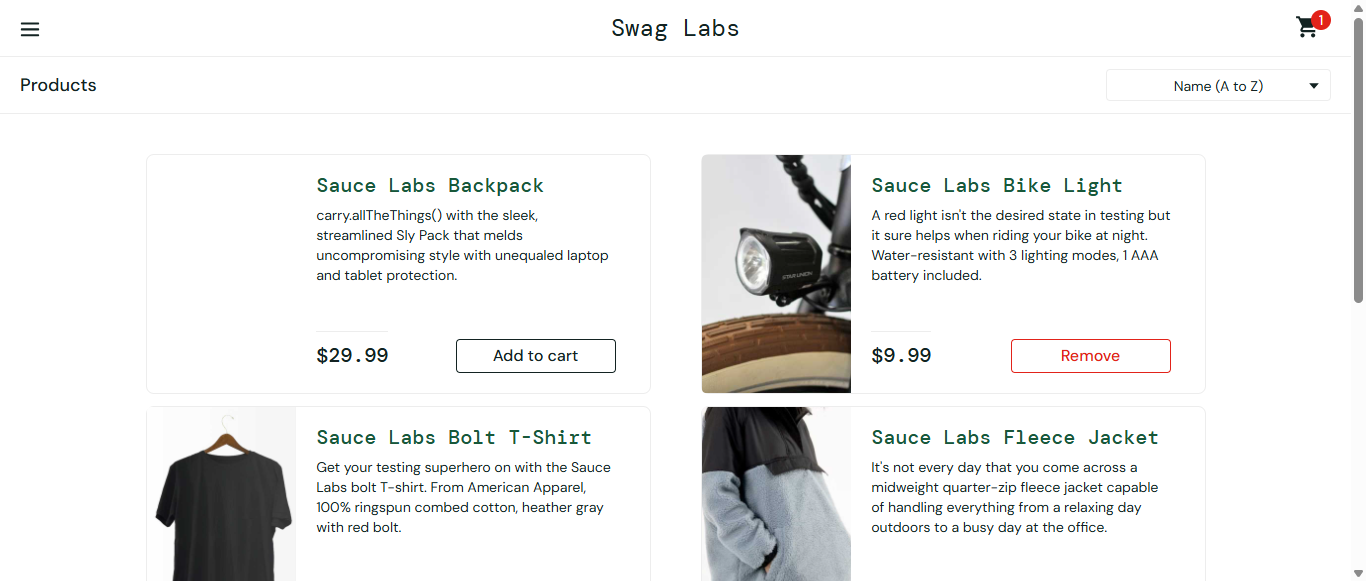 Swag Labs
1
Products
Name (A to Z)
Sauce Labs Backpack
carry.allTheThings() with the sleek,
streamlined Sly Pack that melds
uncompromising style with unequaled laptop
and tablet protection.
$29.99
Add to cart
Sauce Labs Bike Light
A red light isn't the desired state in testing but
it sure helps when riding your bike at night.
Water-resistant with 3 lighting modes, 1 AAA
battery included.
$9.99
Remove
STAR UNION
Sauce Labs Bolt T-Shirt
Get your testing superhero on with the Sauce
Labs bolt T-shirt. From American Apparel,
100% ringspun combed cotton, heather gray
with red bolt.
Sauce Labs Fleece Jacket
It's not every day that you come across a
midweight quarter-zip fleece jacket capable
of handling everything from a relaxing day
outdoors to a busy day at the office.